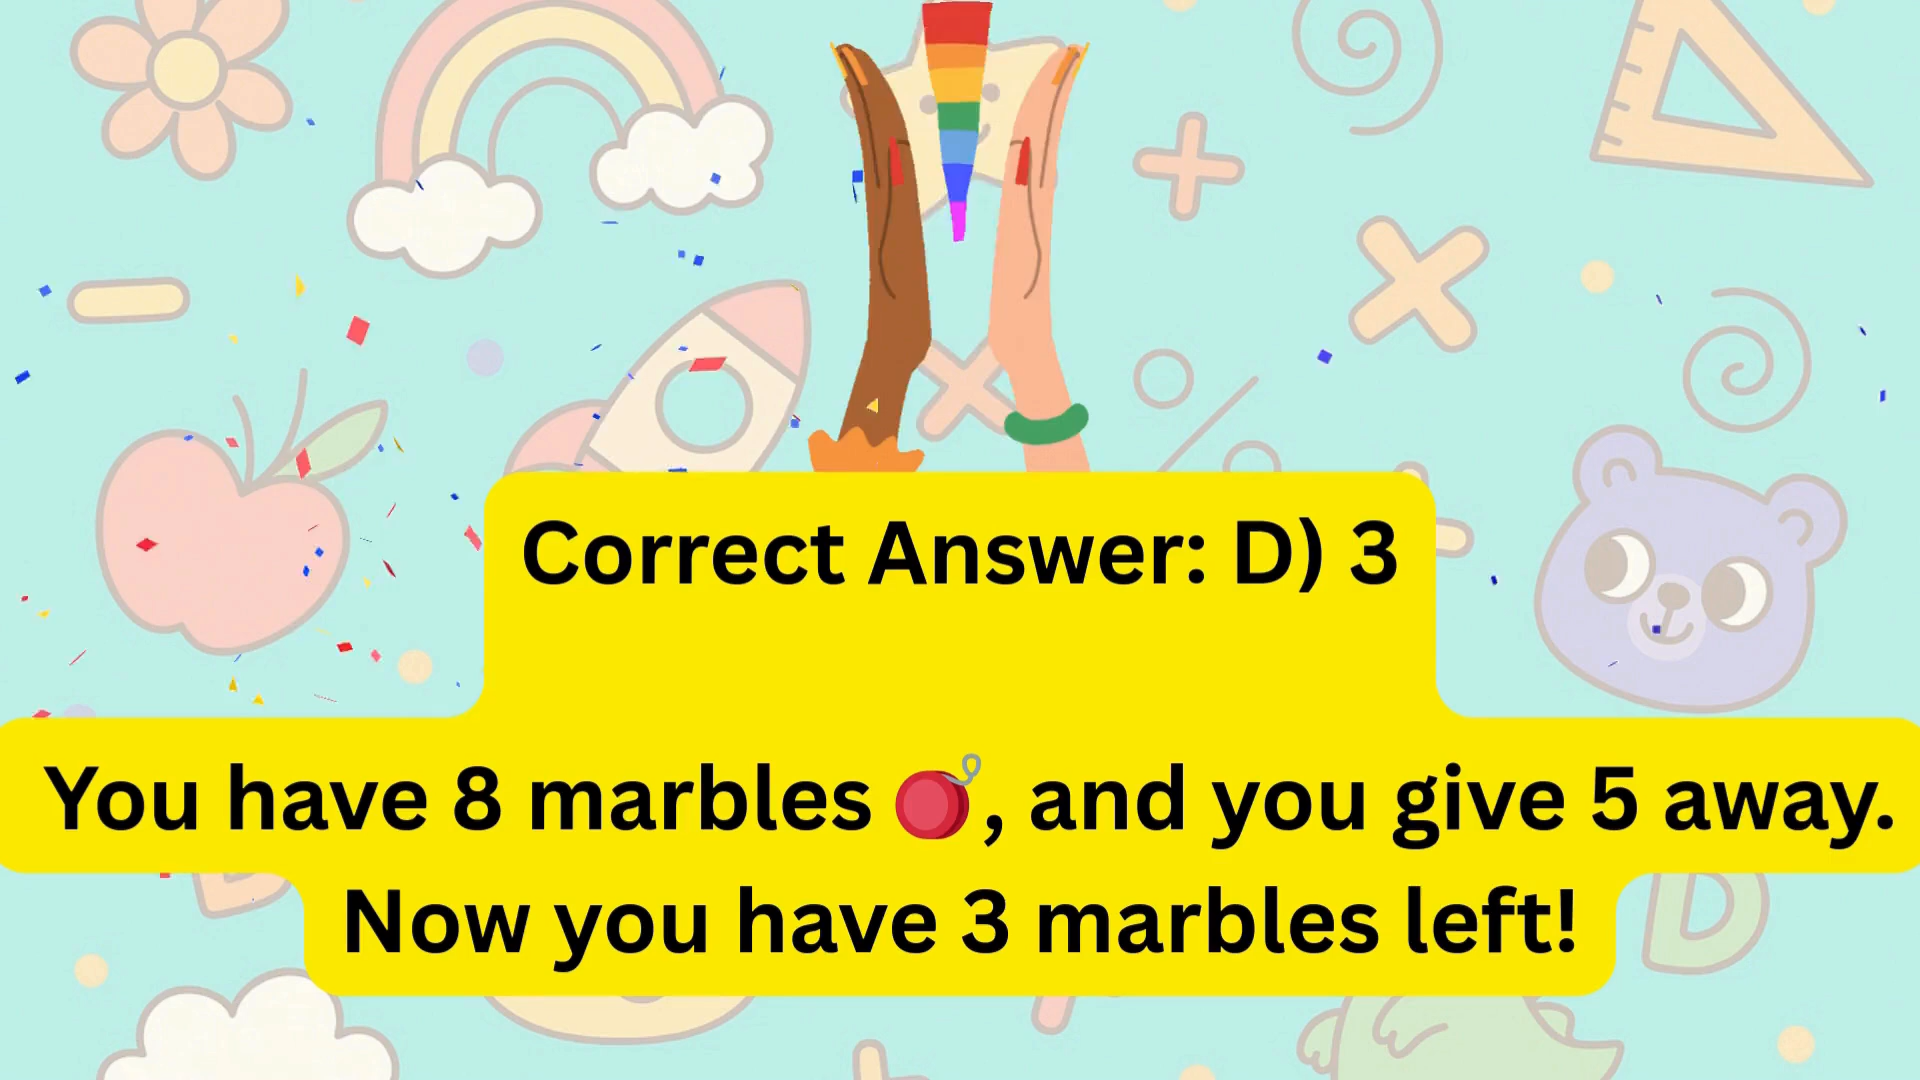 Correct Answer: D) 3
You have 8 marbles 🪀, and you give 5 away.
Now you have 3 marbles left!
D